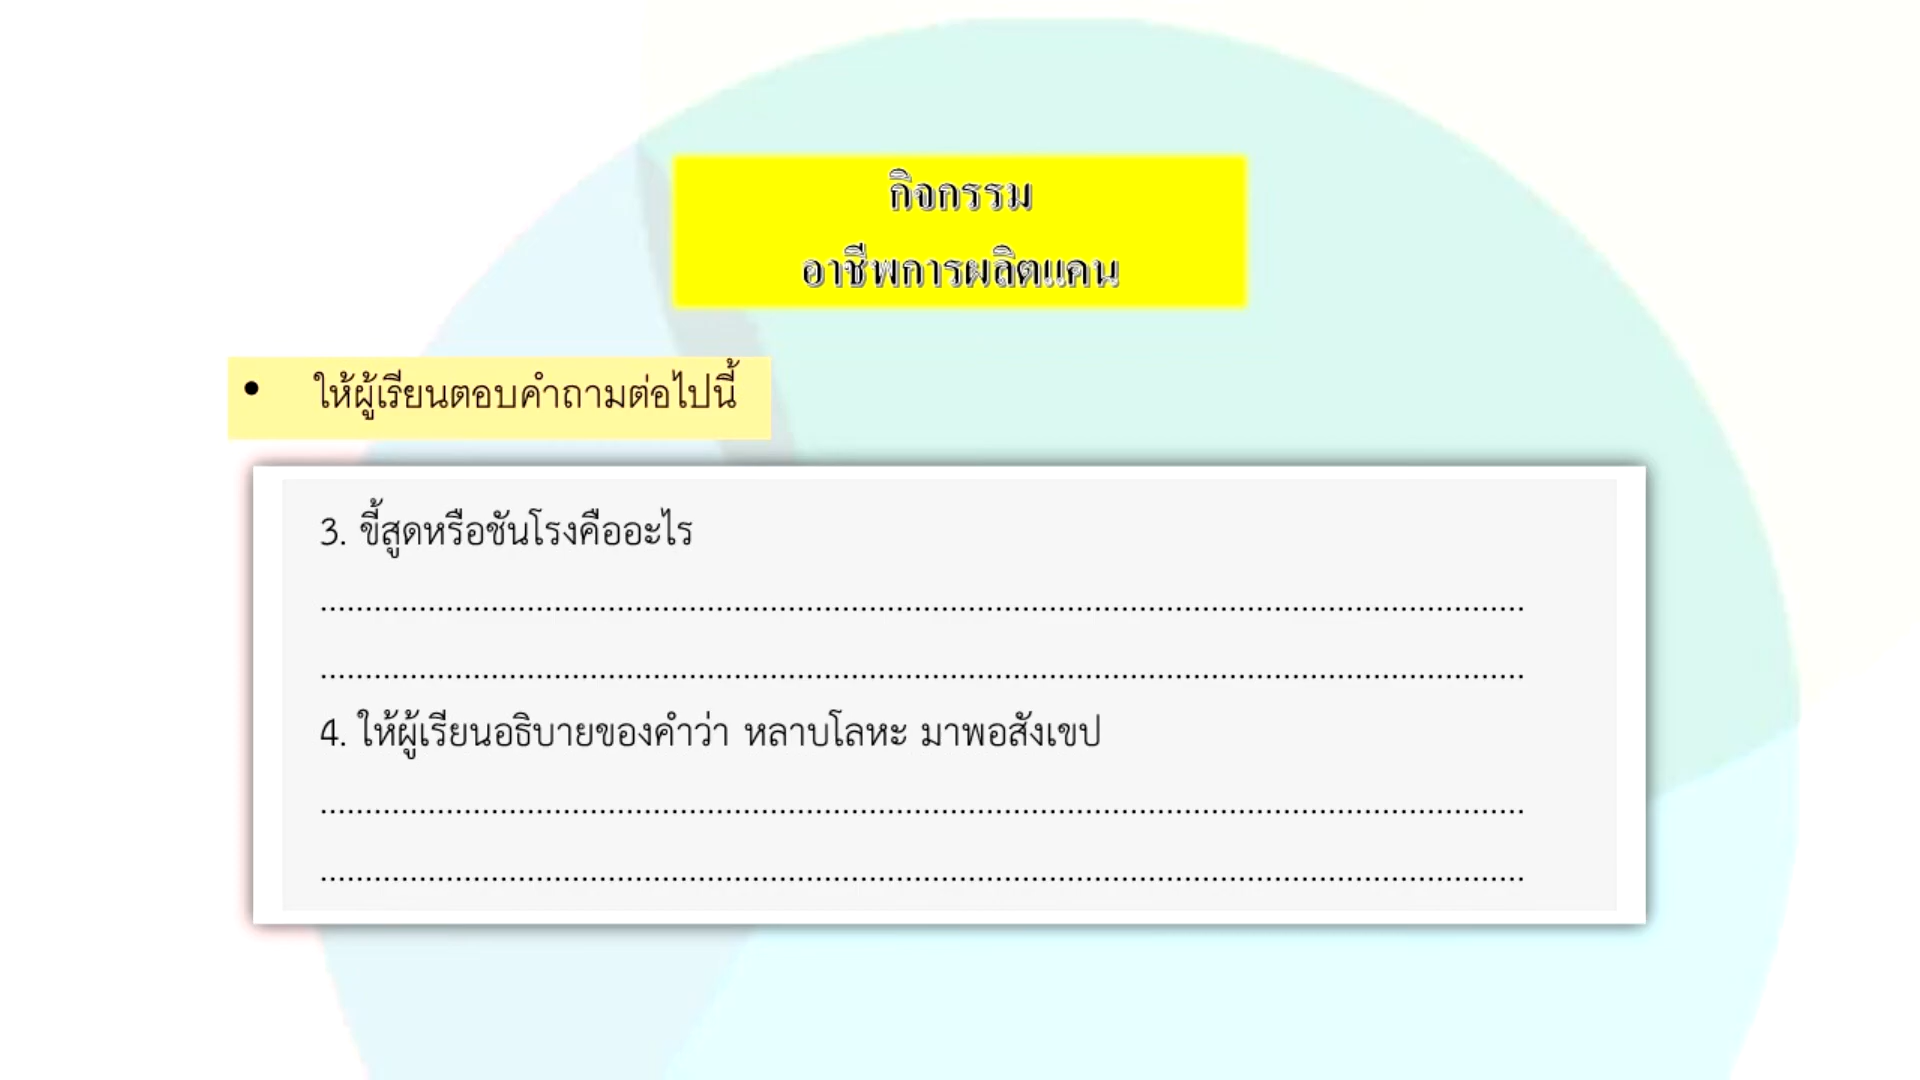 กิจกรรม
อาชีพการผลิตแคน
• ให้ผู้เรียนตอบคำถามต่อไปนี้
3. ขี้สูดหรือชันโรงคืออะไร
......................................................................................................................................
......................................................................................................................................
4. ให้ผู้เรียนอธิบายของคำว่า หลาบโลหะ มาพอสังเขป
......................................................................................................................................
......................................................................................................................................